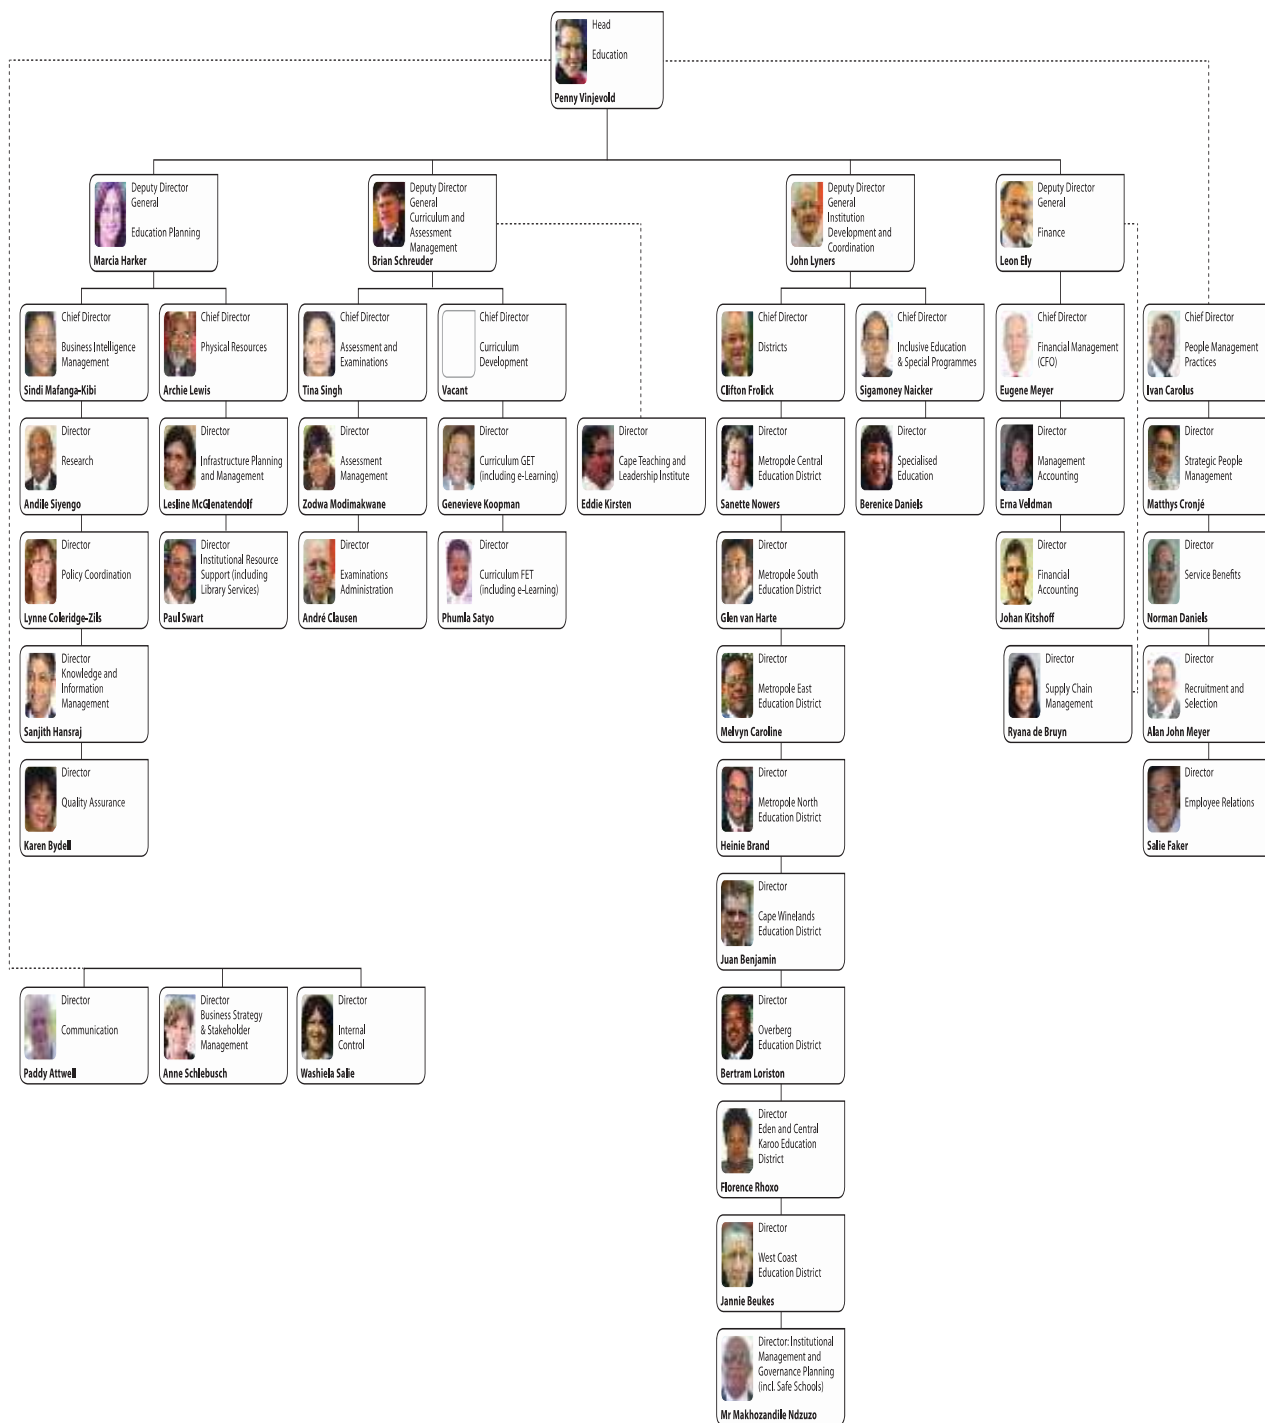 Head
Education
Penny Vinjevold
Deputy Director
General
Education Planning
Marcia Harker
Deputy Director
General
Curriculum and
Assessment
Management
Brian Schreuder
Deputy Director
General
Institution
Development and
Coordination
John Lyners
Deputy Director
General
Finance
Leon Ely
Chief Director
Business Intelligence
Management
Sindi Mafanga-Kibi
Chief Director
Physical Resources
Archie Lewis
Chief Director
Assessment and
Examinations
Tina Singh
Chief Director
Curriculum
Development
Vacant
Chief Director
Districts
Clifton Frolick
Chief Director
Inclusive Education
& Special Programmes
Sigamoney Naicker
Chief Director
Financial Management
(CFO)
Eugene Meyer
Chief Director
People Management
Practices
Ivan Carolus
Director
Research
Andile Siyengo
Director
Infrastructure Planning
and Management
Lesline McGlenatendolf
Director
Assessment
Management
Zodwa Modimakwane
Director
Curriculum GET
(including e-Learning)
Genevieve Koopman
Director
Cape Teaching and
Leadership Institute
Eddie Kirsten
Director
Metropole Central
Education District
Sanette Nowers
Director
Specialised
Education
Berenice Daniels
Director
Management
Accounting
Erna Veldman
Director
Strategic People
Management
Matthys Cronjé
Director
Policy Coordination
Lynne Coleridge-Zils
Director
Institutional Resource
Support (including
Library Services)
Paul Swart
Director
Examinations
Administration
André Clausen
Director
Curriculum FET
(including e-Learning)
Phumla Satyo
Director
Metropole South
Education District
Glen van Harte
Director
Financial
Accounting
Johan Kitshoff
Director
Service Benefits
Norman Daniels
Director
Knowledge and
Information
Management
Sanjith Hansraj
Director
Metropole East
Education District
Melvyn Caroline
Director
Supply Chain
Management
Ryana de Bruyn
Director
Recruitment and
Selection
Alan John Meyer
Director
Quality Assurance
Karen Bydell
Director
Metropole North
Education District
Heinie Brand
Director
Employee Relations
Salie Faker
Director
Cape Winelands
Education District
Juan Benjamin
Director
Communication
Paddy Attwell
Director
Business Strategy
& Stakeholder
Management
Anne Schlebusch
Director
Internal
Control
Washiela Salie
Director
Overberg
Education District
Bertram Loriston
Director
Eden and Central
Karoo Education
District
Florence Rhoxo
Director
West Coast
Education District
Jannie Beukes
Director: Institutional
Management and
Governance Planning
(incl. Safe Schools)
Mr Makhozandile Ndzuzo